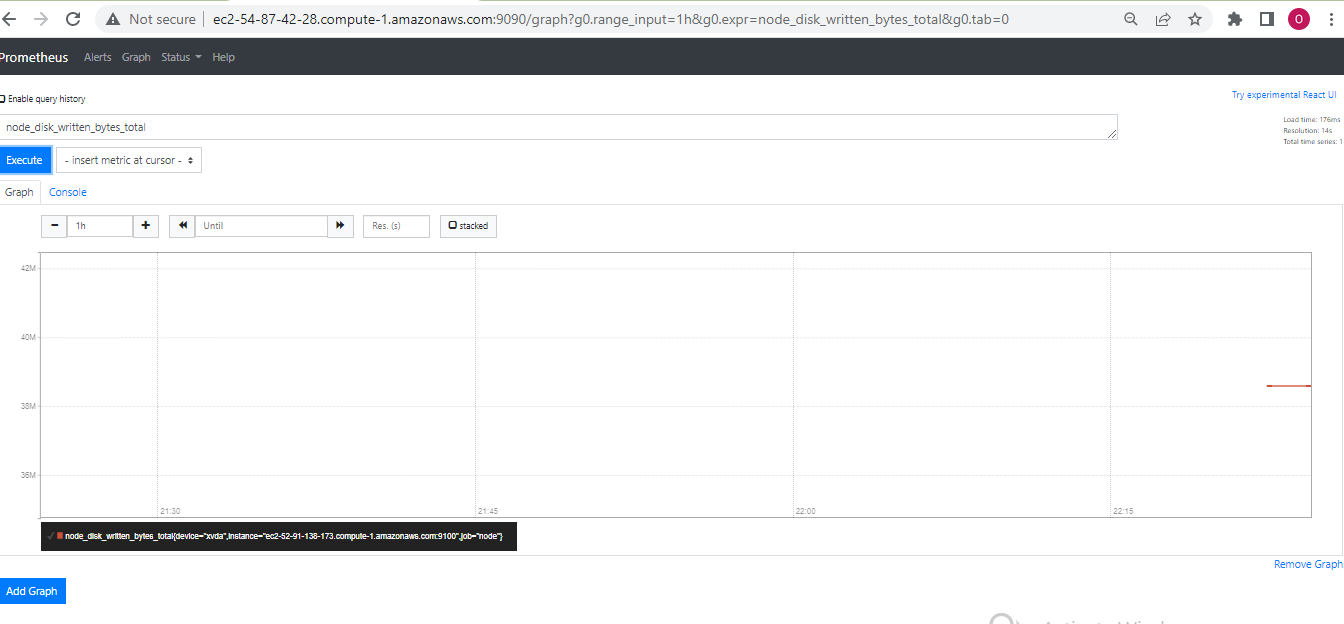 Not secure ec2-54-87-42-28.compute-1.amazonaws.com:9090/graph?g0.range_input=1h&g0.expr=node_disk_written_bytes_total&g0.tab=0 O
Prometheus Alerts Graph Status Help
Enable query history
Try experimental React UI
node_disk_written_bytes_total
Load time: 176ms
Resolution: 14s
Total time series: 1
Execute - insert metric at cursor -
Graph Console
1h Until Res. (s) stacked
42M
40M
38M
36M
21:30 21:45 22:00 22:15
node_disk_written_bytes_total{device="xvda",instance="ec2-52-91-138-173.compute-1.amazonaws.com:9100",job="node"}
Remove Graph
Add Graph